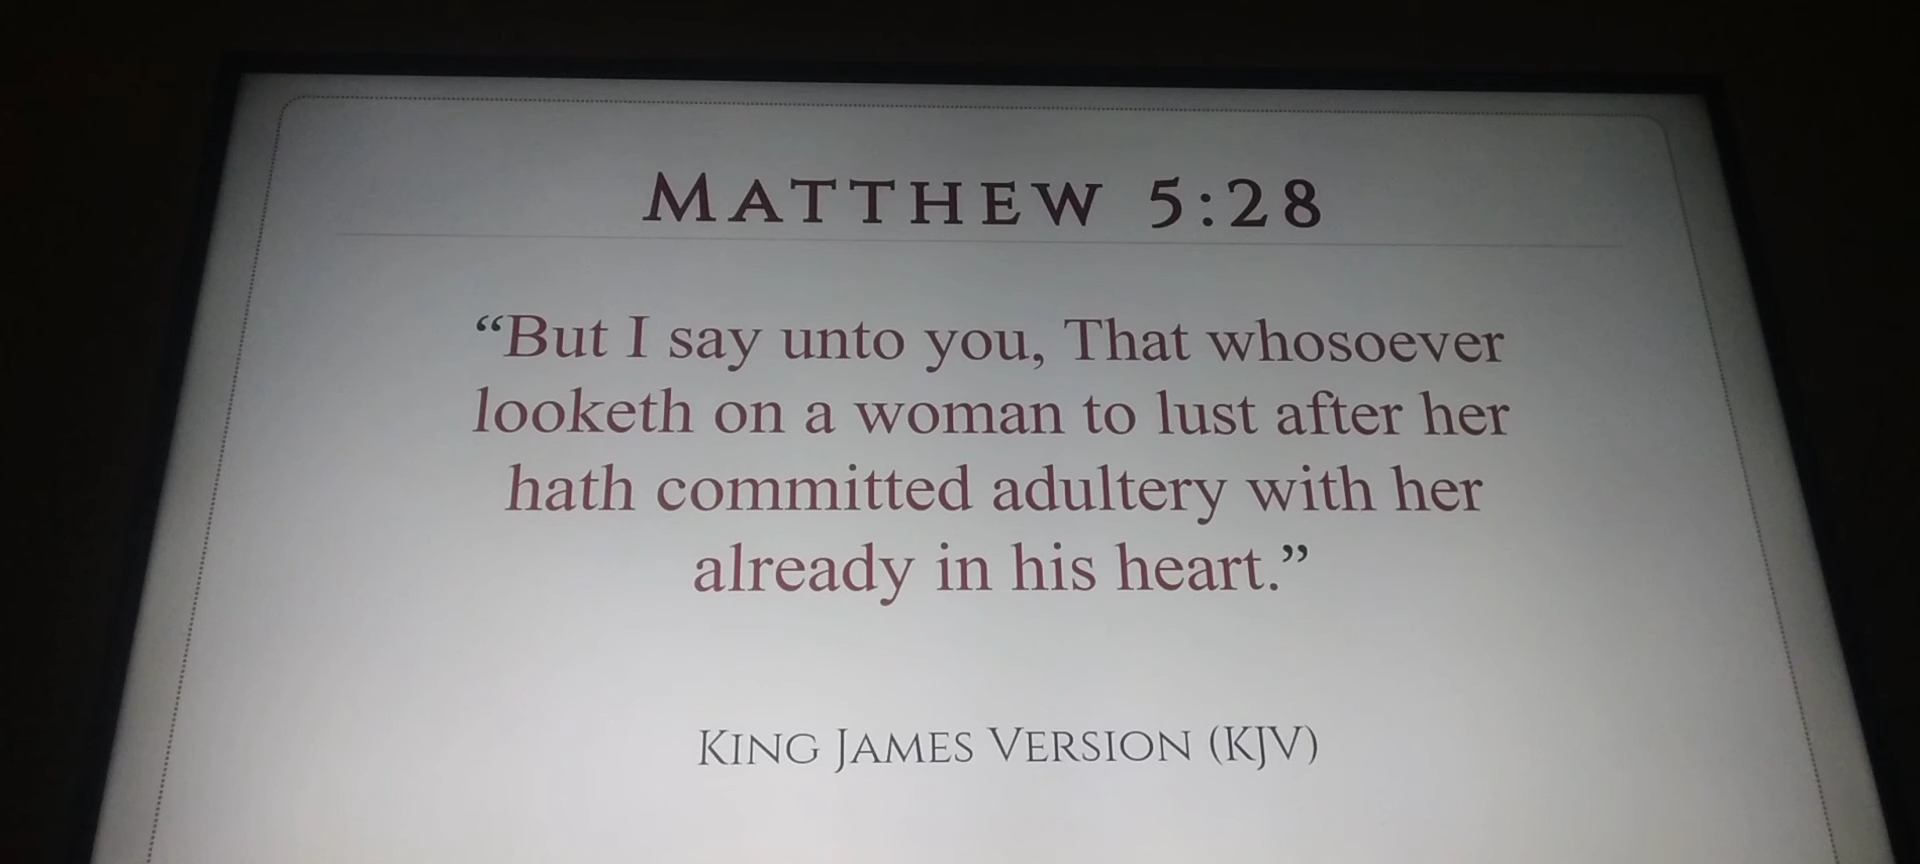 MATTHEW 5:28
“But I say unto you, That whosoever
looketh on a woman to lust after her
hath committed adultery with her
already in his heart.”
KING JAMES VERSION (KJV)